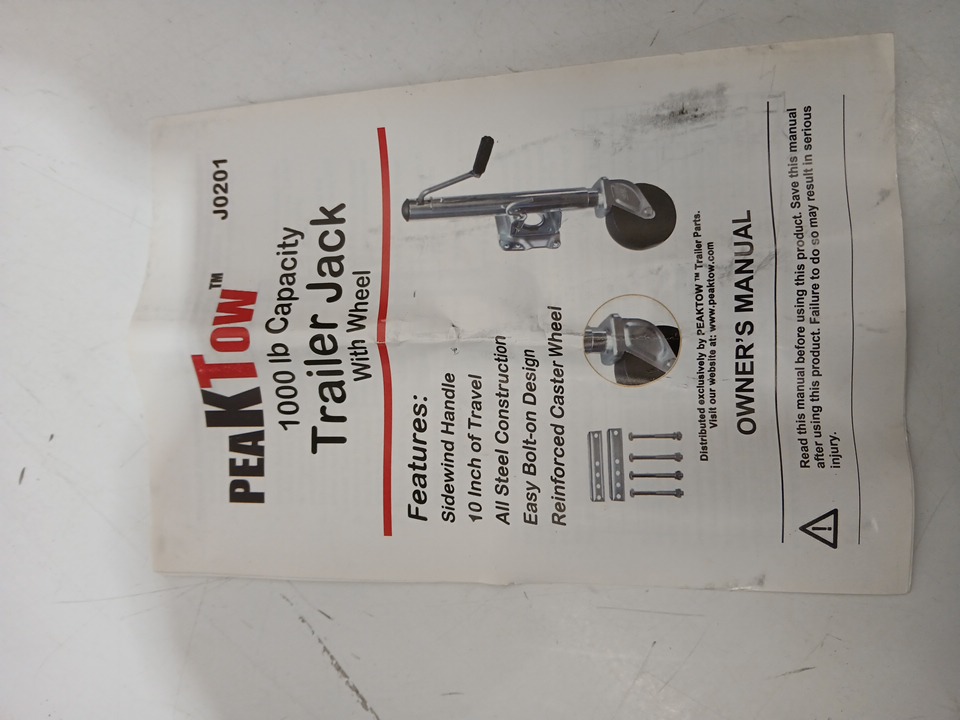 PEAKTOW™
J0201
1000 lb Capacity
Trailer Jack
With Wheel
Features:
Sidewind Handle
10 Inch of Travel
All Steel Construction
Easy Bolt-on Design
Reinforced Caster Wheel
Distributed exclusively by PEAKTOW ™ Trailer Parts.
Visit our website at: www.peaktow.com
OWNER'S MANUAL
Read this manual before using this product. Save this manual
after using this product. Failure to do so may result in serious
injury.